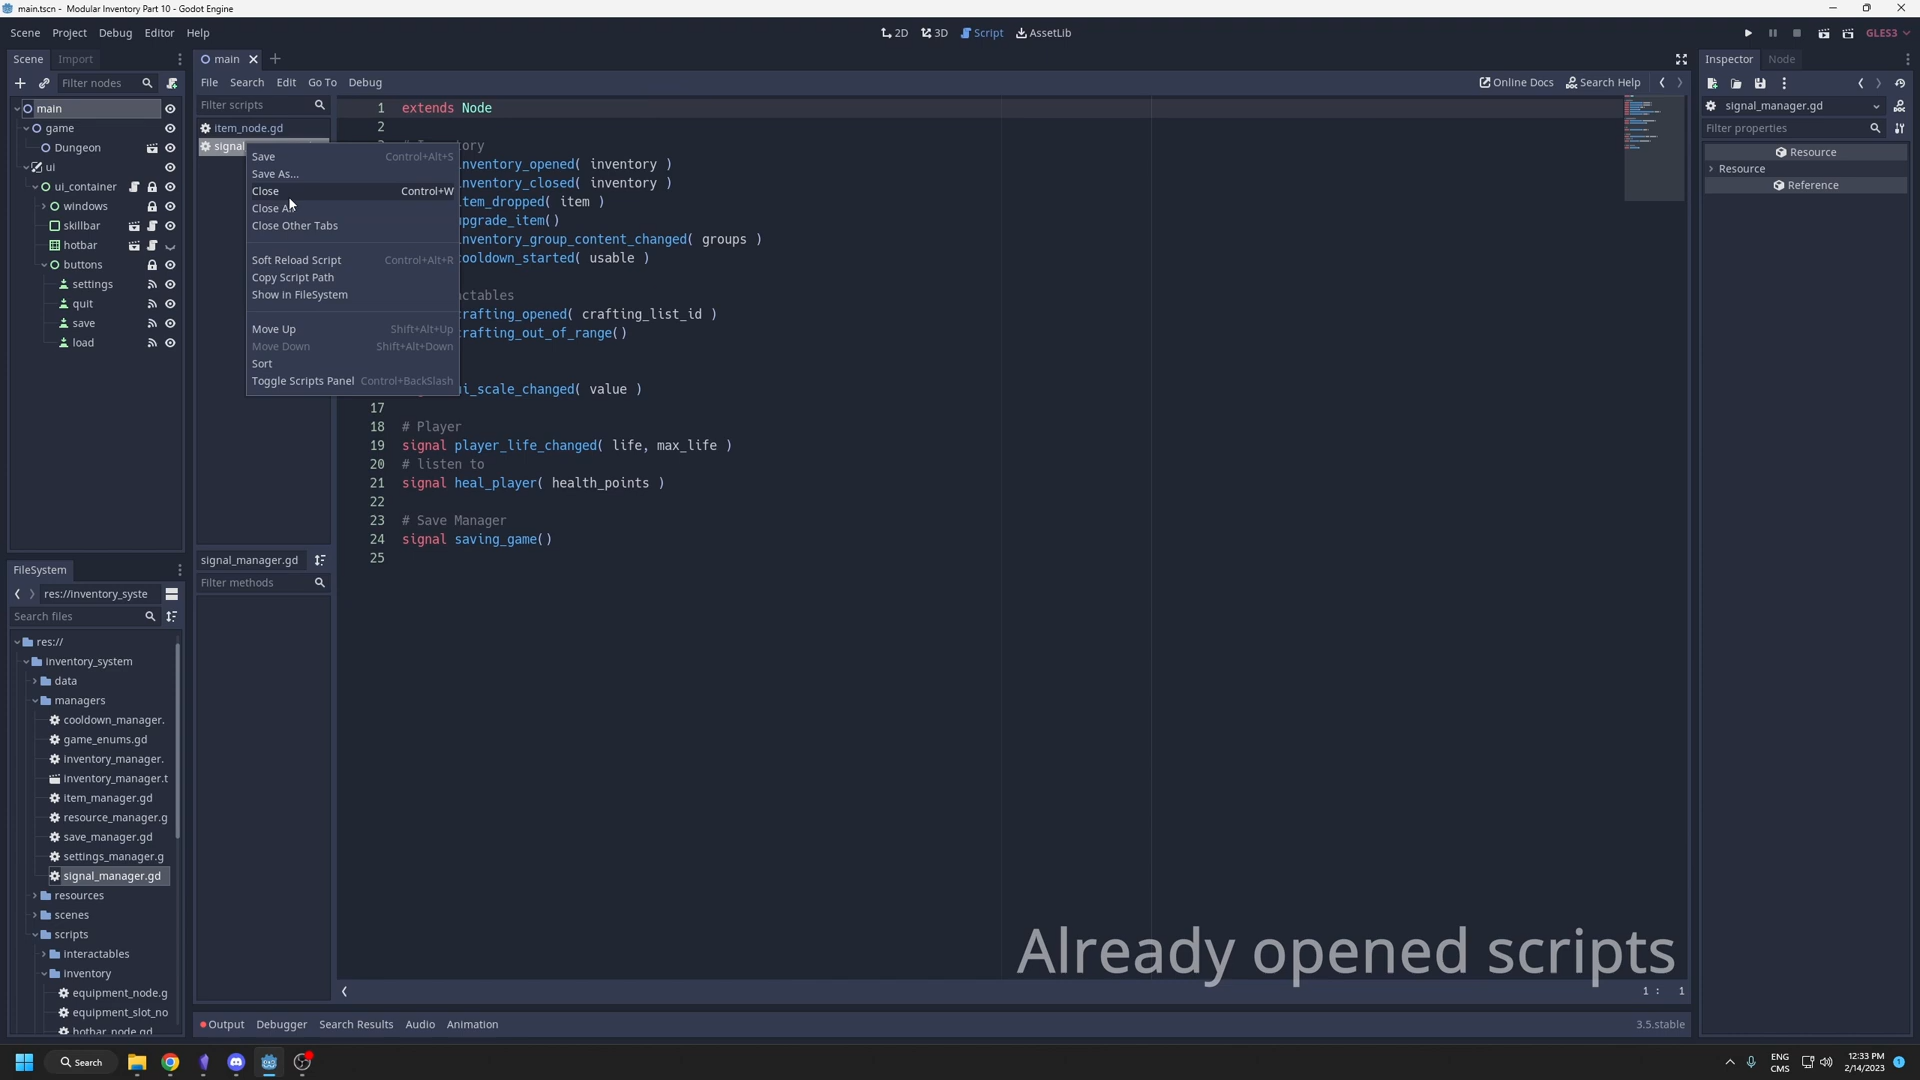 main.tscn - Modular Inventory Part 10 - Godot Engine
Scene Project Debug Editor Help
2D 3D Script AssetLib
GLES3
Scene Import
main
Inspector Node
Filter nodes
File Search Edit Go To Debug
Online Docs Search Help
main
game
Dungeon
ui
ui_container
windows
skillbar
hotbar
buttons
settings
quit
save
load
Filter scripts
item_node.gd
signal
Save Control+Alt+S
Save As...
Close Control+W
Close Al
Close Other Tabs
Soft Reload Script Control+Alt+R
Copy Script Path
Show in FileSystem
Move Up Shift+Alt+Up
Move Down Shift+Alt+Down
Sort
Toggle Scripts Panel Control+BackSlash
1 extends Node
2
tory
nventory_opened( inventory )
nventory_closed( inventory )
tem_dropped( item )
upgrade_item()
nventory_group_content_changed( groups )
ooldown_started( usable )
actables
rafting_opened( crafting_list_id )
rafting_out_of_range()
i_scale_changed( value )
17
18 # Player
19 signal player_life_changed( life, max_life )
20 # listen to
21 signal heal_player( health_points )
22
23 # Save Manager
24 signal saving_game()
25
signal_manager.gd
Filter methods
signal_manager.gd
Filter properties
Resource
Resource
Reference
FileSystem
res://inventory_syste
Search files
res://
inventory_system
data
managers
cooldown_manager.
game_enums.gd
inventory_manager.
inventory_manager.t
item_manager.gd
resource_manager.g
save_manager.gd
settings_manager.g
signal_manager.gd
resources
scenes
scripts
interactables
inventory
equipment_node.g
equipment_slot_no
hotbar_node.gd
Already opened scripts
1 : 1
Output Debugger Search Results Audio Animation
3.5.stable
Search
ENG
CMS
12:33 PM
2/14/2023
1